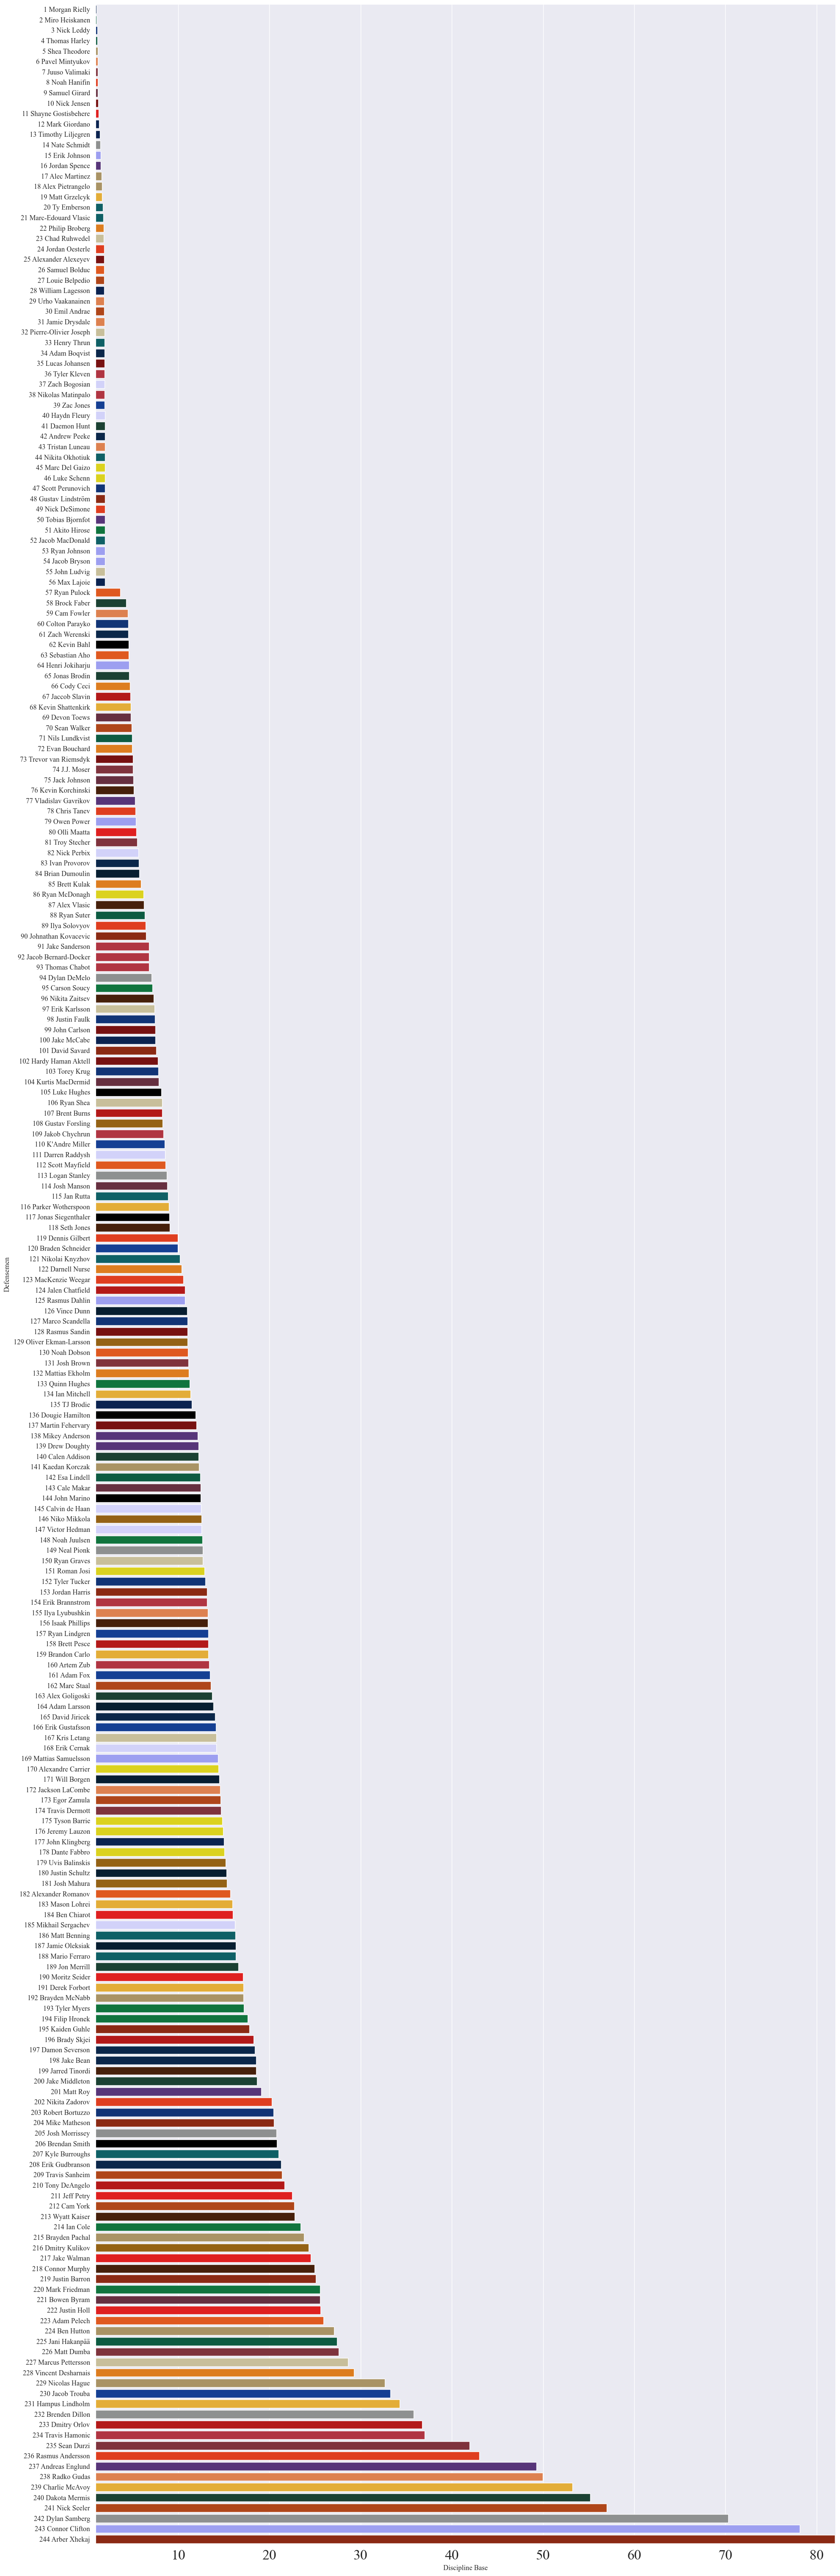 1 Morgan Rielly
2 Miro Heiskanen
3 Nick Leddy
4 Thomas Harley
5 Shea Theodore
6 Pavel Mintyukov
7 Juuso Valimaki
8 Noah Hanifin
9 Samuel Girard
10 Nick Jensen
11 Shayne Gostisbehere
12 Mark Giordano
13 Timothy Liljegren
14 Nate Schmidt
15 Erik Johnson
16 Jordan Spence
17 Alec Martinez
18 Alex Pietrangelo
19 Matt Grzelcyk
20 Ty Emberson
21 Marc-Edouard Vlasic
22 Philip Broberg
23 Chad Ruhwedel
24 Jordan Oesterle
25 Alexander Alexeyev
26 Samuel Bolduc
27 Louie Belpedio
28 William Lagesson
29 Urho Vaakanainen
30 Emil Andrae
31 Jamie Drysdale
32 Pierre-Olivier Joseph
33 Henry Thrun
34 Adam Boqvist
35 Lucas Johansen
36 Tyler Kleven
37 Zach Bogosian
38 Nikolas Matinpalo
39 Zac Jones
40 Haydn Fleury
41 Daemon Hunt
42 Andrew Peeke
43 Tristan Luneau
44 Nikita Okhotiuk
45 Marc Del Gaizo
46 Luke Schenn
47 Scott Perunovich
48 Gustav Lindström
49 Nick DeSimone
50 Tobias Bjornfot
51 Akito Hirose
52 Jacob MacDonald
53 Ryan Johnson
54 Jacob Bryson
55 John Ludvig
56 Max Lajoie
57 Ryan Pulock
58 Brock Faber
59 Cam Fowler
60 Colton Parayko
61 Zach Werenski
62 Kevin Bahl
63 Sebastian Aho
64 Henri Jokiharju
65 Jonas Brodin
66 Cody Ceci
67 Jaccob Slavin
68 Kevin Shattenkirk
69 Devon Toews
70 Sean Walker
71 Nils Lundkvist
72 Evan Bouchard
73 Trevor van Riemsdyk
74 J.J. Moser
75 Jack Johnson
76 Kevin Korchinski
77 Vladislav Gavrikov
78 Chris Tanev
79 Owen Power
80 Olli Maatta
81 Troy Stecher
82 Nick Perbix
83 Ivan Provorov
84 Brian Dumoulin
85 Brett Kulak
86 Ryan McDonagh
87 Alex Vlasic
88 Ryan Suter
89 Ilya Solovyov
90 Johnathan Kovacevic
91 Jake Sanderson
92 Jacob Bernard-Docker
93 Thomas Chabot
94 Dylan DeMelo
95 Carson Soucy
96 Nikita Zaitsev
97 Erik Karlsson
98 Justin Faulk
99 John Carlson
100 Jake McCabe
101 David Savard
102 Hardy Haman Aktell
103 Torey Krug
104 Kurtis MacDermid
105 Luke Hughes
106 Ryan Shea
107 Brent Burns
108 Gustav Forsling
109 Jakob Chychrun
110 K'Andre Miller
111 Darren Raddysh
112 Scott Mayfield
113 Logan Stanley
114 Josh Manson
115 Jan Rutta
116 Parker Wotherspoon
117 Jonas Siegenthaler
118 Seth Jones
119 Dennis Gilbert
120 Braden Schneider
121 Nikolai Knyzhov
122 Darnell Nurse
123 MacKenzie Weegar
124 Jalen Chatfield
125 Rasmus Dahlin
126 Vince Dunn
127 Marco Scandella
128 Rasmus Sandin
129 Oliver Ekman-Larsson
130 Noah Dobson
131 Josh Brown
132 Mattias Ekholm
133 Quinn Hughes
134 Ian Mitchell
135 TJ Brodie
136 Dougie Hamilton
137 Martin Fehervary
138 Mikey Anderson
139 Drew Doughty
140 Calen Addison
141 Kaedan Korczak
142 Esa Lindell
143 Cale Makar
144 John Marino
145 Calvin de Haan
146 Niko Mikkola
147 Victor Hedman
148 Noah Juulsen
149 Neal Pionk
150 Ryan Graves
151 Roman Josi
152 Tyler Tucker
153 Jordan Harris
154 Erik Brannstrom
155 Ilya Lyubushkin
156 Isaak Phillips
157 Ryan Lindgren
158 Brett Pesce
159 Brandon Carlo
160 Artem Zub
161 Adam Fox
162 Marc Staal
163 Alex Goligoski
164 Adam Larsson
165 David Jiricek
166 Erik Gustafsson
167 Kris Letang
168 Erik Cernak
169 Mattias Samuelsson
170 Alexandre Carrier
171 Will Borgen
172 Jackson LaCombe
173 Egor Zamula
174 Travis Dermott
175 Tyson Barrie
176 Jeremy Lauzon
177 John Klingberg
178 Dante Fabbro
179 Uvis Balinskis
180 Justin Schultz
181 Josh Mahura
182 Alexander Romanov
183 Mason Lohrei
184 Ben Chiarot
185 Mikhail Sergachev
186 Matt Benning
187 Jamie Oleksiak
188 Mario Ferraro
189 Jon Merrill
190 Moritz Seider
191 Derek Forbort
192 Brayden McNabb
193 Tyler Myers
194 Filip Hronek
195 Kaiden Guhle
196 Brady Skjei
197 Damon Severson
198 Jake Bean
199 Jarred Tinordi
200 Jake Middleton
201 Matt Roy
202 Nikita Zadorov
203 Robert Bortuzzo
204 Mike Matheson
205 Josh Morrissey
206 Brendan Smith
207 Kyle Burroughs
208 Erik Gudbranson
209 Travis Sanheim
210 Tony DeAngelo
211 Jeff Petry
212 Cam York
213 Wyatt Kaiser
214 Ian Cole
215 Brayden Pachal
216 Dmitry Kulikov
217 Jake Walman
218 Connor Murphy
219 Justin Barron
220 Mark Friedman
221 Bowen Byram
222 Justin Holl
223 Adam Pelech
224 Ben Hutton
225 Jani Hakanpää
226 Matt Dumba
227 Marcus Pettersson
228 Vincent Desharnais
229 Nicolas Hague
230 Jacob Trouba
231 Hampus Lindholm
232 Brenden Dillon
233 Dmitry Orlov
234 Travis Hamonic
235 Sean Durzi
236 Rasmus Andersson
237 Andreas Englund
238 Radko Gudas
239 Charlie McAvoy
240 Dakota Mermis
241 Nick Seeler
242 Dylan Samberg
243 Connor Clifton
244 Arber Xhekaj
Defensemen
10 20 30 40 50 60 70 80
Discipline Base